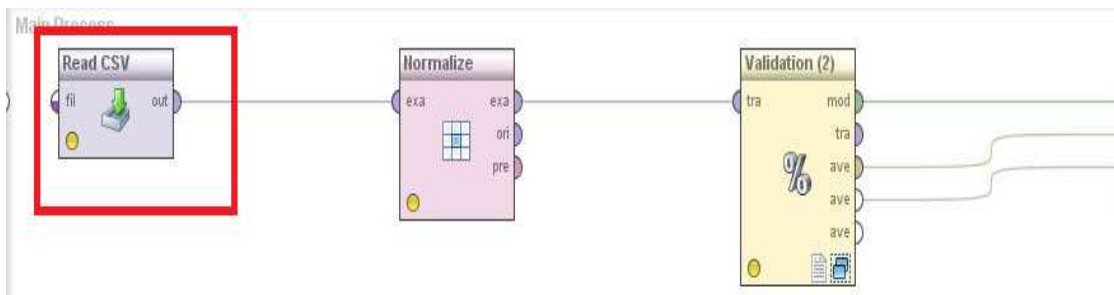 Main Process
Read CSV
fil out
Normalize
exa exa
ori
pre
Validation (2)
tra mod
tra
% ave
ave
ave